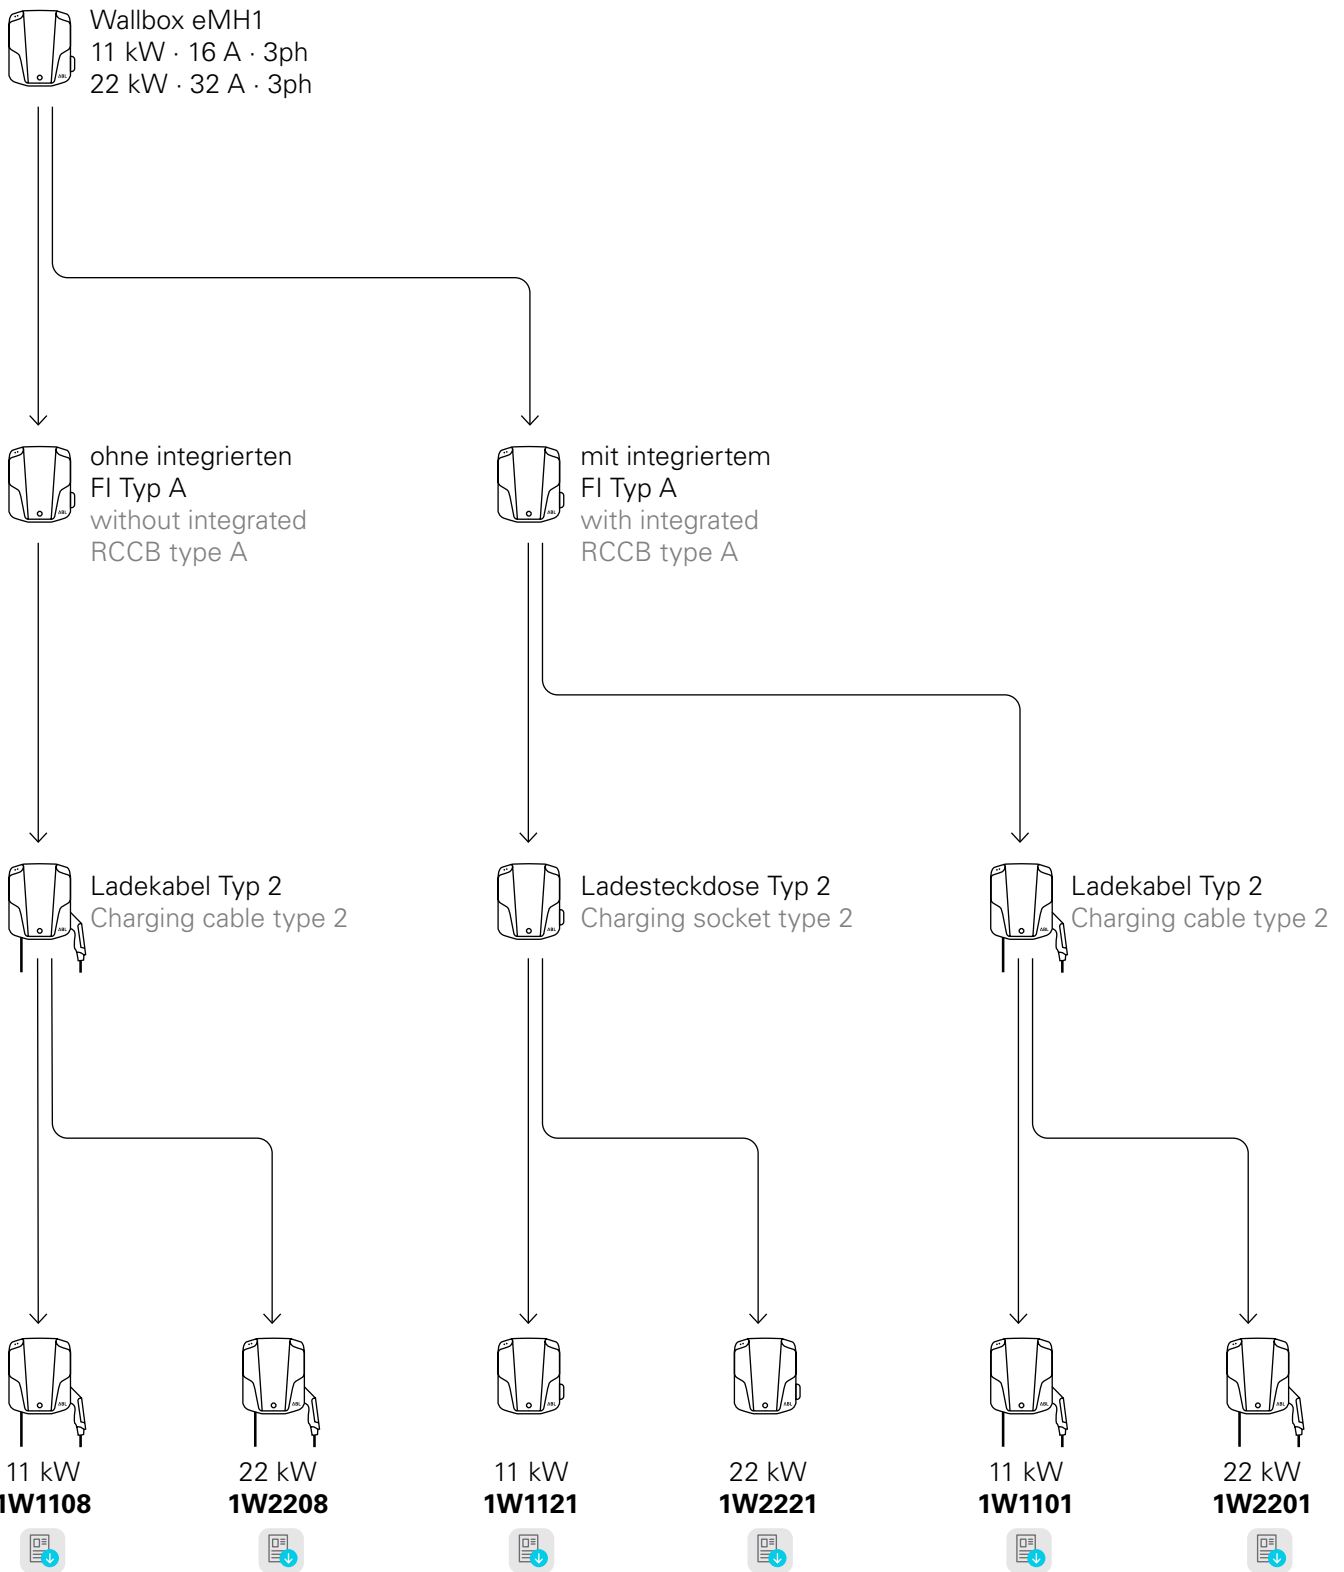 Wallbox eMH1
11 kW · 16 A · 3ph
22 kW · 32 A · 3ph
ohne integrierten
FI Typ A
without integrated
RCCB type A
mit integriertem
FI Typ A
with integrated
RCCB type A
Ladekabel Typ 2
Charging cable type 2
Ladesteckdose Typ 2
Charging socket type 2
Ladekabel Typ 2
Charging cable type 2
11 kW
1W1108
22 kW
1W2208
11 kW
1W1121
22 kW
1W2221
11 kW
1W1101
22 kW
1W2201